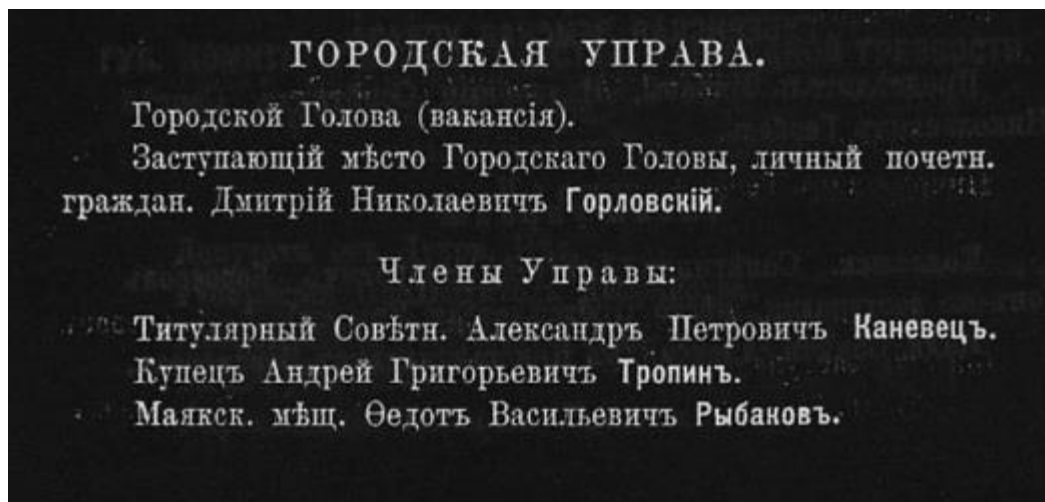 ГОРОДСКАЯ УПРАВА.
Городской Голова (вакансія).
Заступающій мѣсто Городскаго Головы, личный почетн.
граждан. Дмитрій Николаевичъ Горловскій.
Члены Управы:
Титулярный Совѣтн. Александръ Петровичъ Каневецъ.
Купецъ Андрей Григорьевичъ Тропинъ.
Маякск. мѣщ. Ѳедотъ Васильевичъ Рыбаковъ.